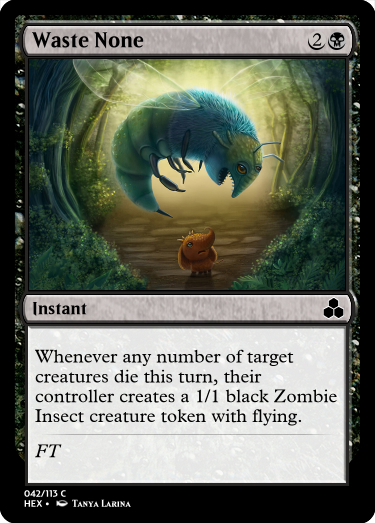 Waste None 2
Instant
Whenever any number of target
creatures die this turn, their
controller creates a 1/1 black Zombie
Insect creature token with flying.
FT
042/113 C
HEX • Tanya Larina